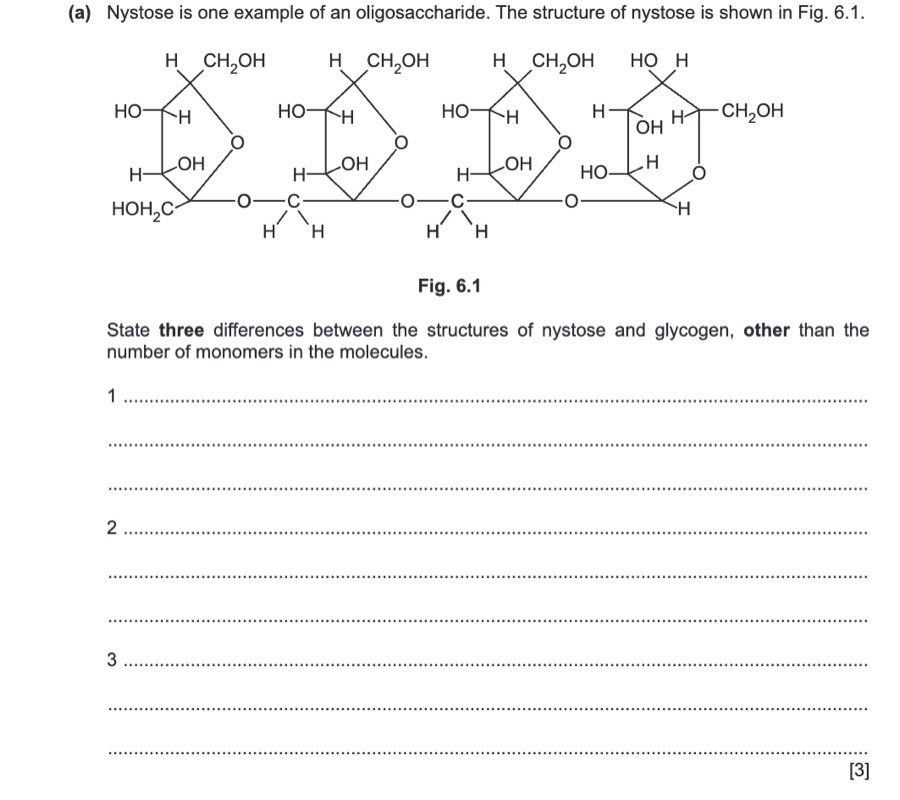 (a) Nystose is one example of an oligosaccharide. The structure of nystose is shown in Fig. 6.1.
H CH₂OH H CH₂OH H CH₂OH HO H
HO H HO H HO H H OH H CH₂OH
O O O
H OH H OH H OH HO H O
HOH₂C O C O C O H
H H H H
Fig. 6.1
State three differences between the structures of nystose and glycogen, other than the
number of monomers in the molecules.
1
2
3
[3]